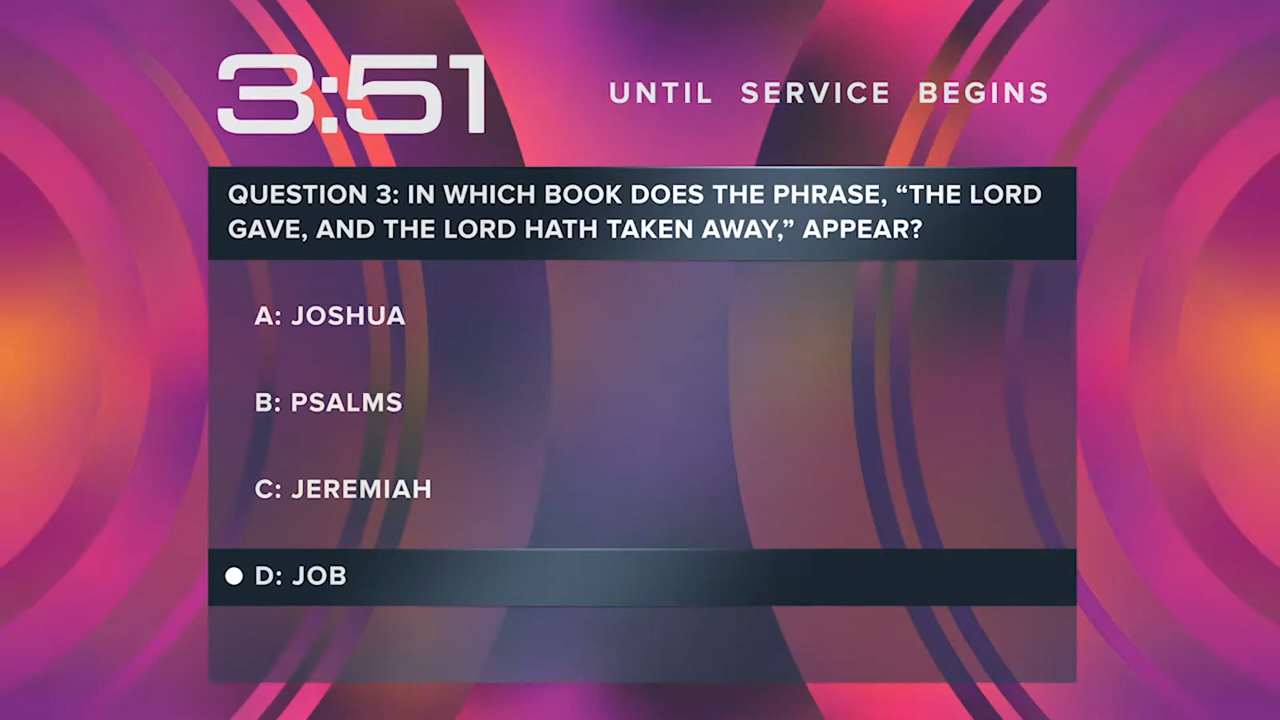 3:51
UNTIL SERVICE BEGINS
QUESTION 3: IN WHICH BOOK DOES THE PHRASE, “THE LORD
GAVE, AND THE LORD HATH TAKEN AWAY,” APPEAR?
A: JOSHUA
B: PSALMS
C: JEREMIAH
D: JOB